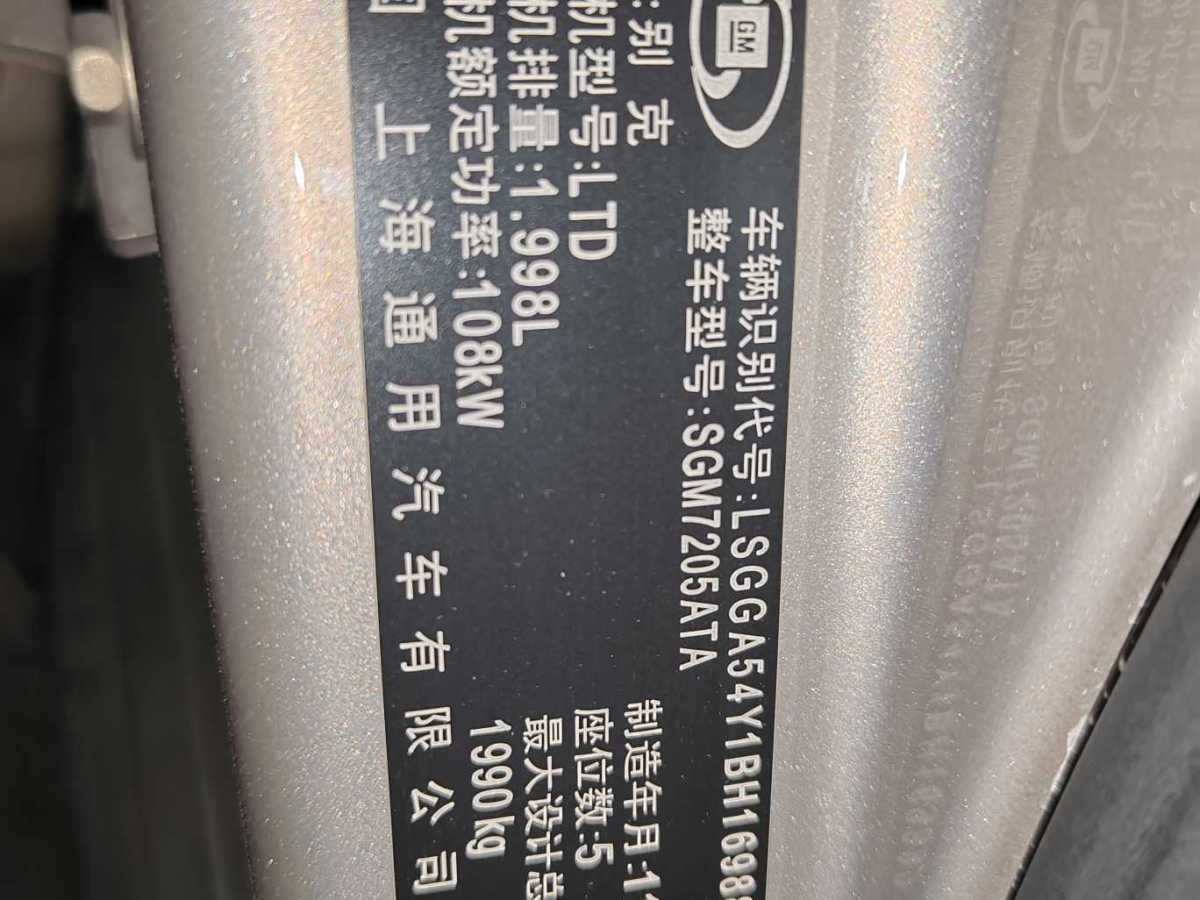 GM
车辆识别代号:LSGGA54Y1BH1698
整车型号:SGM7205ATA
:别 克 制造年月:1
机型号:LTD 座位数:5
机排量:1.998L 最大设计总
机额定功率:108kW 1990kg
国 上 海 通 用 汽 车 有 限 公 司